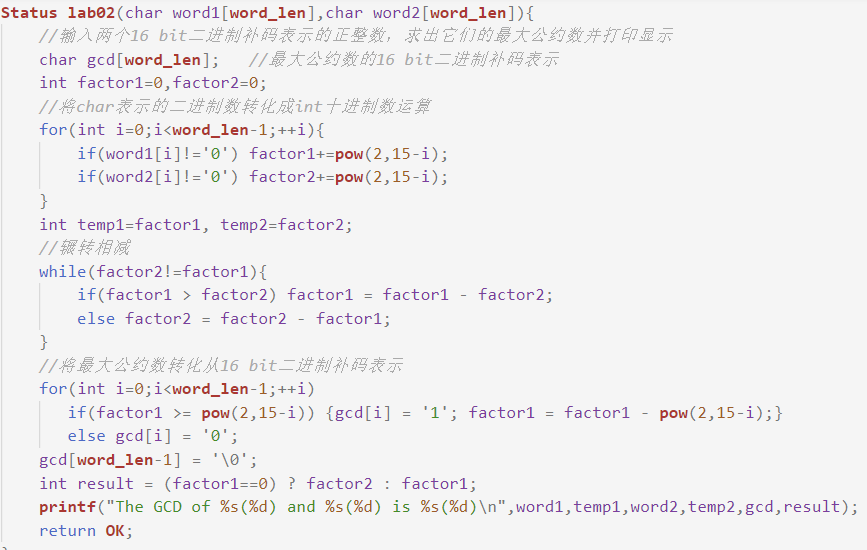 Status lab02(char word1[word_len],char word2[word_len]){
//输入两个16 bit二进制补码表示的正整数，求出它们的最大公约数并打印显示
char gcd[word_len];   //最大公约数的16 bit二进制补码表示
int factor1=0,factor2=0;
//将char表示的二进制数转化成int十进制数运算
for(int i=0;i<word_len-1;++i){
if(word1[i]!='0') factor1+=pow(2,15-i);
if(word2[i]!='0') factor2+=pow(2,15-i);
}
int temp1=factor1, temp2=factor2;
//辗转相减
while(factor2!=factor1){
if(factor1 > factor2) factor1 = factor1 - factor2;
else factor2 = factor2 - factor1;
}
//将最大公约数转化从16 bit二进制补码表示
for(int i=0;i<word_len-1;++i)
if(factor1 >= pow(2,15-i)) {gcd[i] = '1'; factor1 = factor1 - pow(2,15-i);}
else gcd[i] = '0';
gcd[word_len-1] = '\0';
int result = (factor1==0) ? factor2 : factor1;
printf("The GCD of %s(%d) and %s(%d) is %s(%d)\n",word1,temp1,word2,temp2,gcd,result);
return OK;